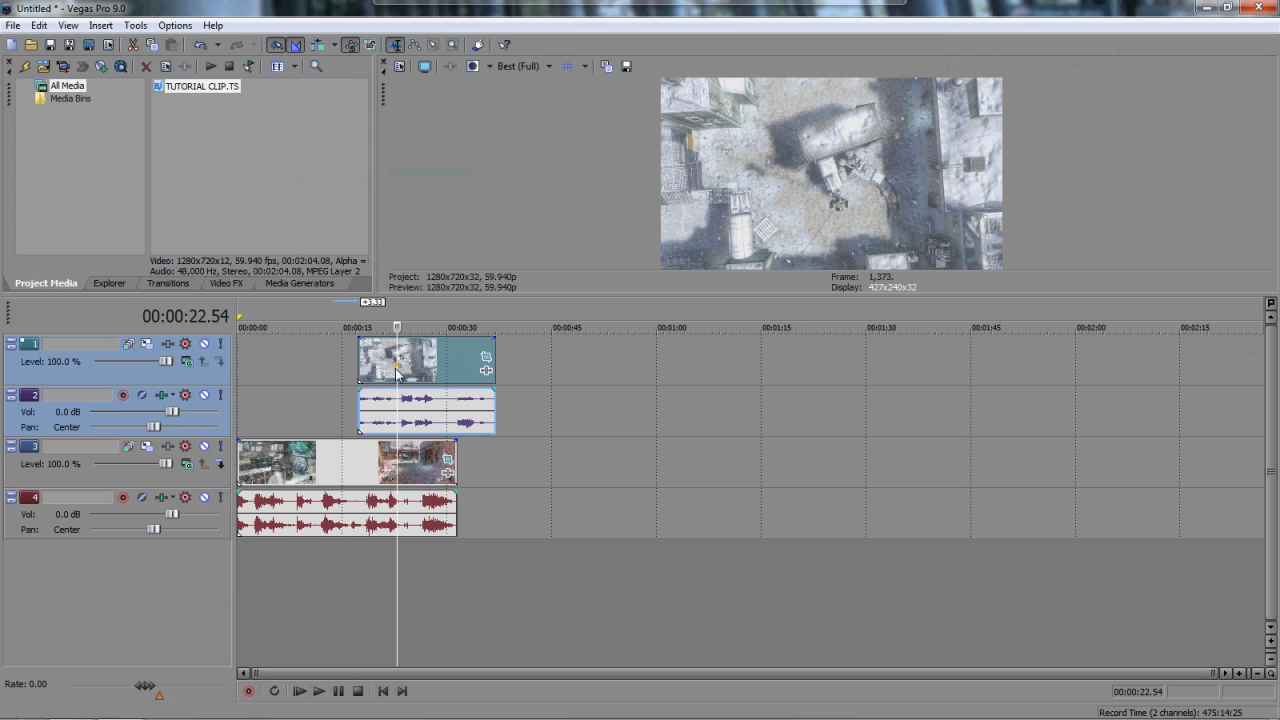 Untitled * - Vegas Pro 9.0
File Edit View Insert Tools Options Help
Best (Full)
All Media
Media Bins
TUTORIAL CLIP.TS
Video: 1280x720x12, 59.940 fps, 00:02:04.08, Alpha =
Audio: 48,000 Hz, Stereo, 00:02:04.08, MPEG Layer 2
Project Media Explorer Transitions Video FX Media Generators
Project: 1280x720x32, 59.940p
Preview: 1280x720x32, 59.940p
Frame: 1,373.
Display: 427x240x32
+3.33
00:00:22.54
00:00:00 00:00:15 00:00:30 00:00:45 00:01:00 00:01:15 00:01:30 00:01:45 00:02:00 00:02:15
1
Level: 100.0 %
2
Vol: 0.0 dB
Pan: Center
3
Level: 100.0 %
4
Vol: 0.0 dB
Pan: Center
Rate: 0.00
00:00:22.54
Record Time (2 channels): 475:14:25